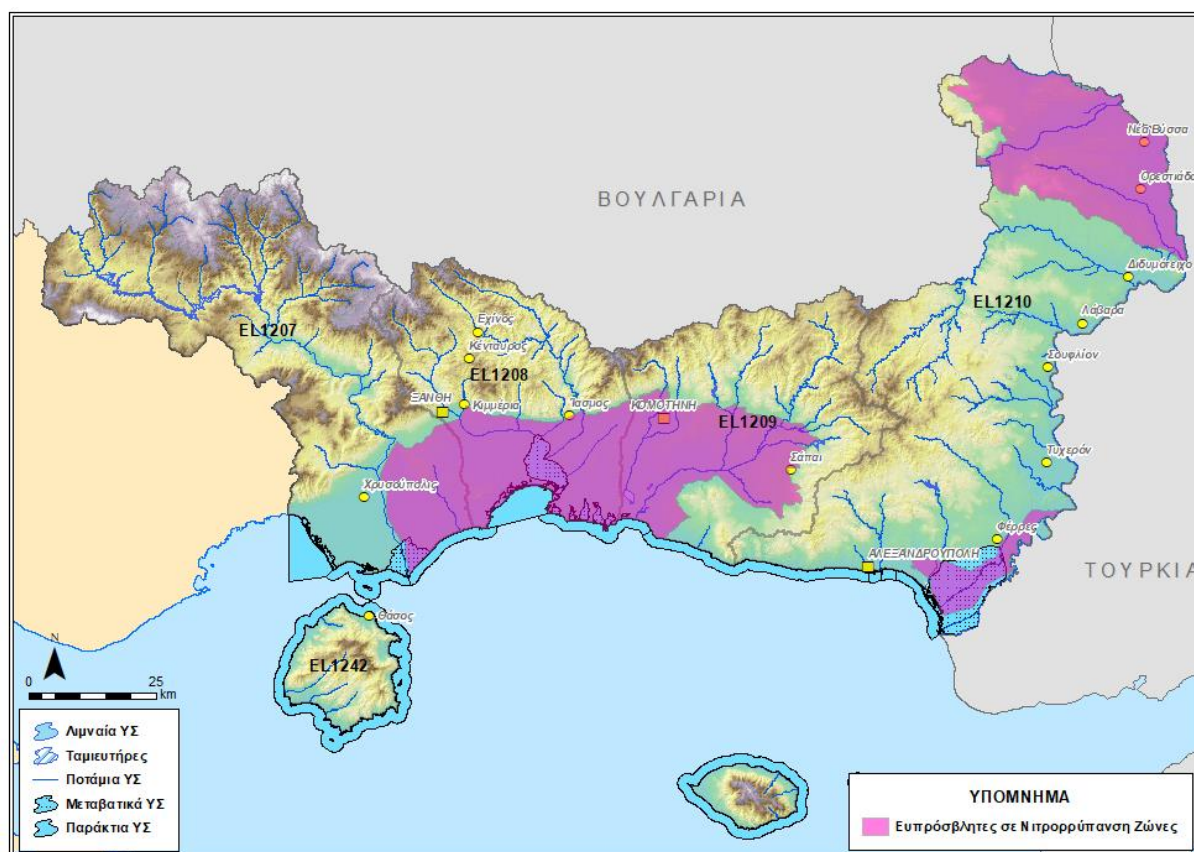 ΒΟΥΛΓΑΡΙΑ
Νέα Βύσσα
Ορεστιάδα
Διδυμότειχο
EL1210
Λάβαρα
EL1207
Εχίνος
Σουφλίον
Κένταυρος
EL1208
ΞΑΝΘΗ
Κιμμέρια
Ίασμος
ΚΟΜΟΤΗΝΗ
EL1209
Σάπαι
Τυχερόν
Χρυσούπολις
Φέρρες
ΑΛΕΞΑΝΔΡΟΥΠΟΛΗ
ΤΟΥΡΚΙΑ
Θάσος
EL1242
N
0 25
km
Λιμναία ΥΣ
Ταμιευτήρες
Ποτάμια ΥΣ
Μεταβατικά ΥΣ
Παράκτια ΥΣ
ΥΠΟΜΝΗΜΑ
Ευπρόσβλητες σε Νιτρορρύπανση Ζώνες